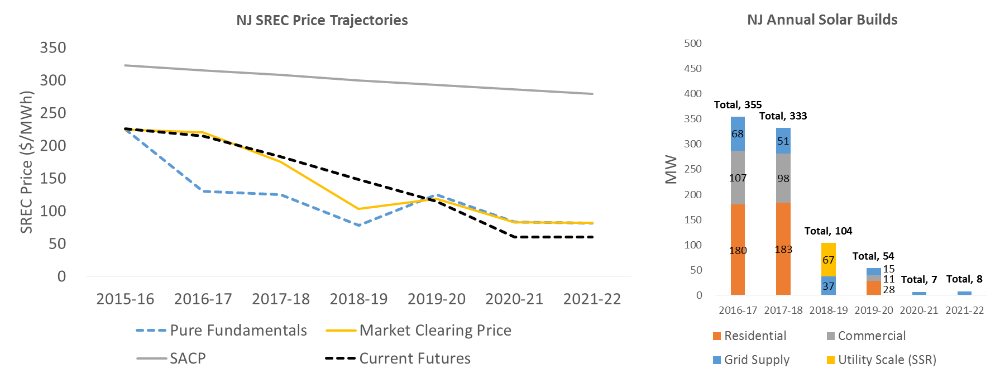 NJ SREC Price Trajectories
350
300
250
200
150
100
50
0
SREC Price ($/MWh)
2015-16 2016-17 2017-18 2018-19 2019-20 2020-21 2021-22
Pure Fundamentals Market Clearing Price
SACP Current Futures
NJ Annual Solar Builds
500
450
400
350
300
250
200
150
100
50
0
MW
Total, 355
68
107
180
Total, 333
51
98
183
Total, 104
67
37
Total, 54
15
11
28
Total, 7
Total, 8
2016-17 2017-18 2018-19 2019-20 2020-21 2021-22
Residential Commercial
Grid Supply Utility Scale (SSR)